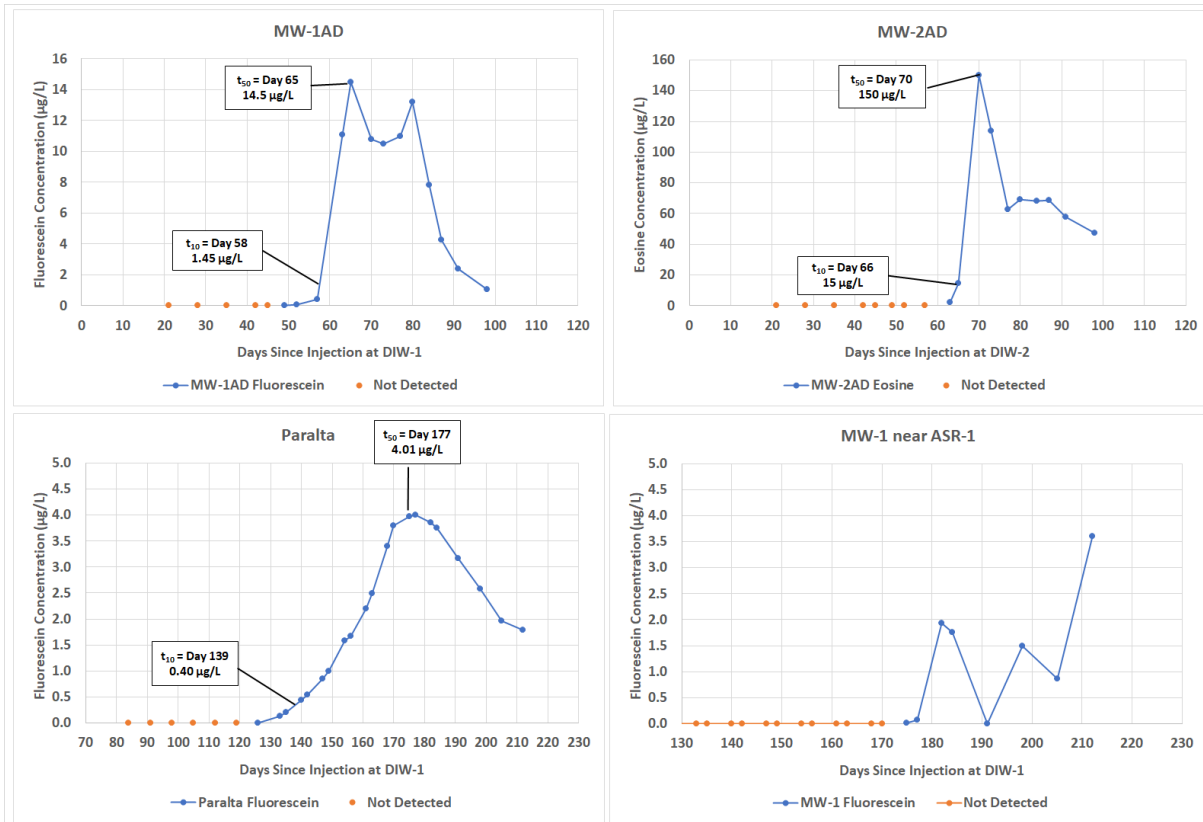 MW-1AD
Fluorescein Concentration (µg/L)
16
14
12
10
8
6
4
2
0
t50 = Day 65
14.5 µg/L
t10 = Day 58
1.45 µg/L
0 10 20 30 40 50 60 70 80 90 100 110 120
Days Since Injection at DIW-1
MW-1AD Fluorescein Not Detected
MW-2AD
Eosine Concentration (µg/L)
160
140
120
100
80
60
40
20
0
t50 = Day 70
150 µg/L
t10 = Day 66
15 µg/L
0 10 20 30 40 50 60 70 80 90 100 110 120
Days Since Injection at DIW-2
MW-2AD Eosine Not Detected
Paralta
Fluorescein Concentration (µg/L)
5.0
4.5
4.0
3.5
3.0
2.5
2.0
1.5
1.0
0.5
0.0
t50 = Day 177
4.01 µg/L
t10 = Day 139
0.40 µg/L
70 80 90 100 110 120 130 140 150 160 170 180 190 200 210 220 230
Days Since Injection at DIW-1
Paralta Fluorescein Not Detected
MW-1 near ASR-1
Fluorescein Concentration (µg/L)
5.0
4.5
4.0
3.5
3.0
2.5
2.0
1.5
1.0
0.5
0.0
130 140 150 160 170 180 190 200 210 220 230
Days Since Injection at DIW-1
MW-1 Fluorescein Not Detected